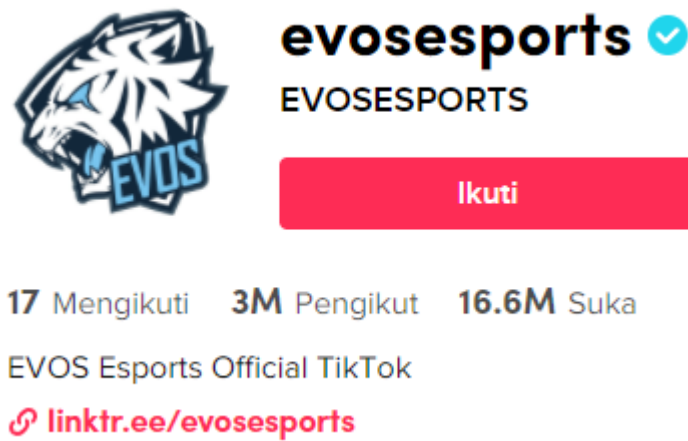 evosesports
EVOSESPORTS
EVOS
Ikuti
17 Mengikuti 3M Pengikut 16.6M Suka
EVOS Esports Official TikTok
linktr.ee/evosesports